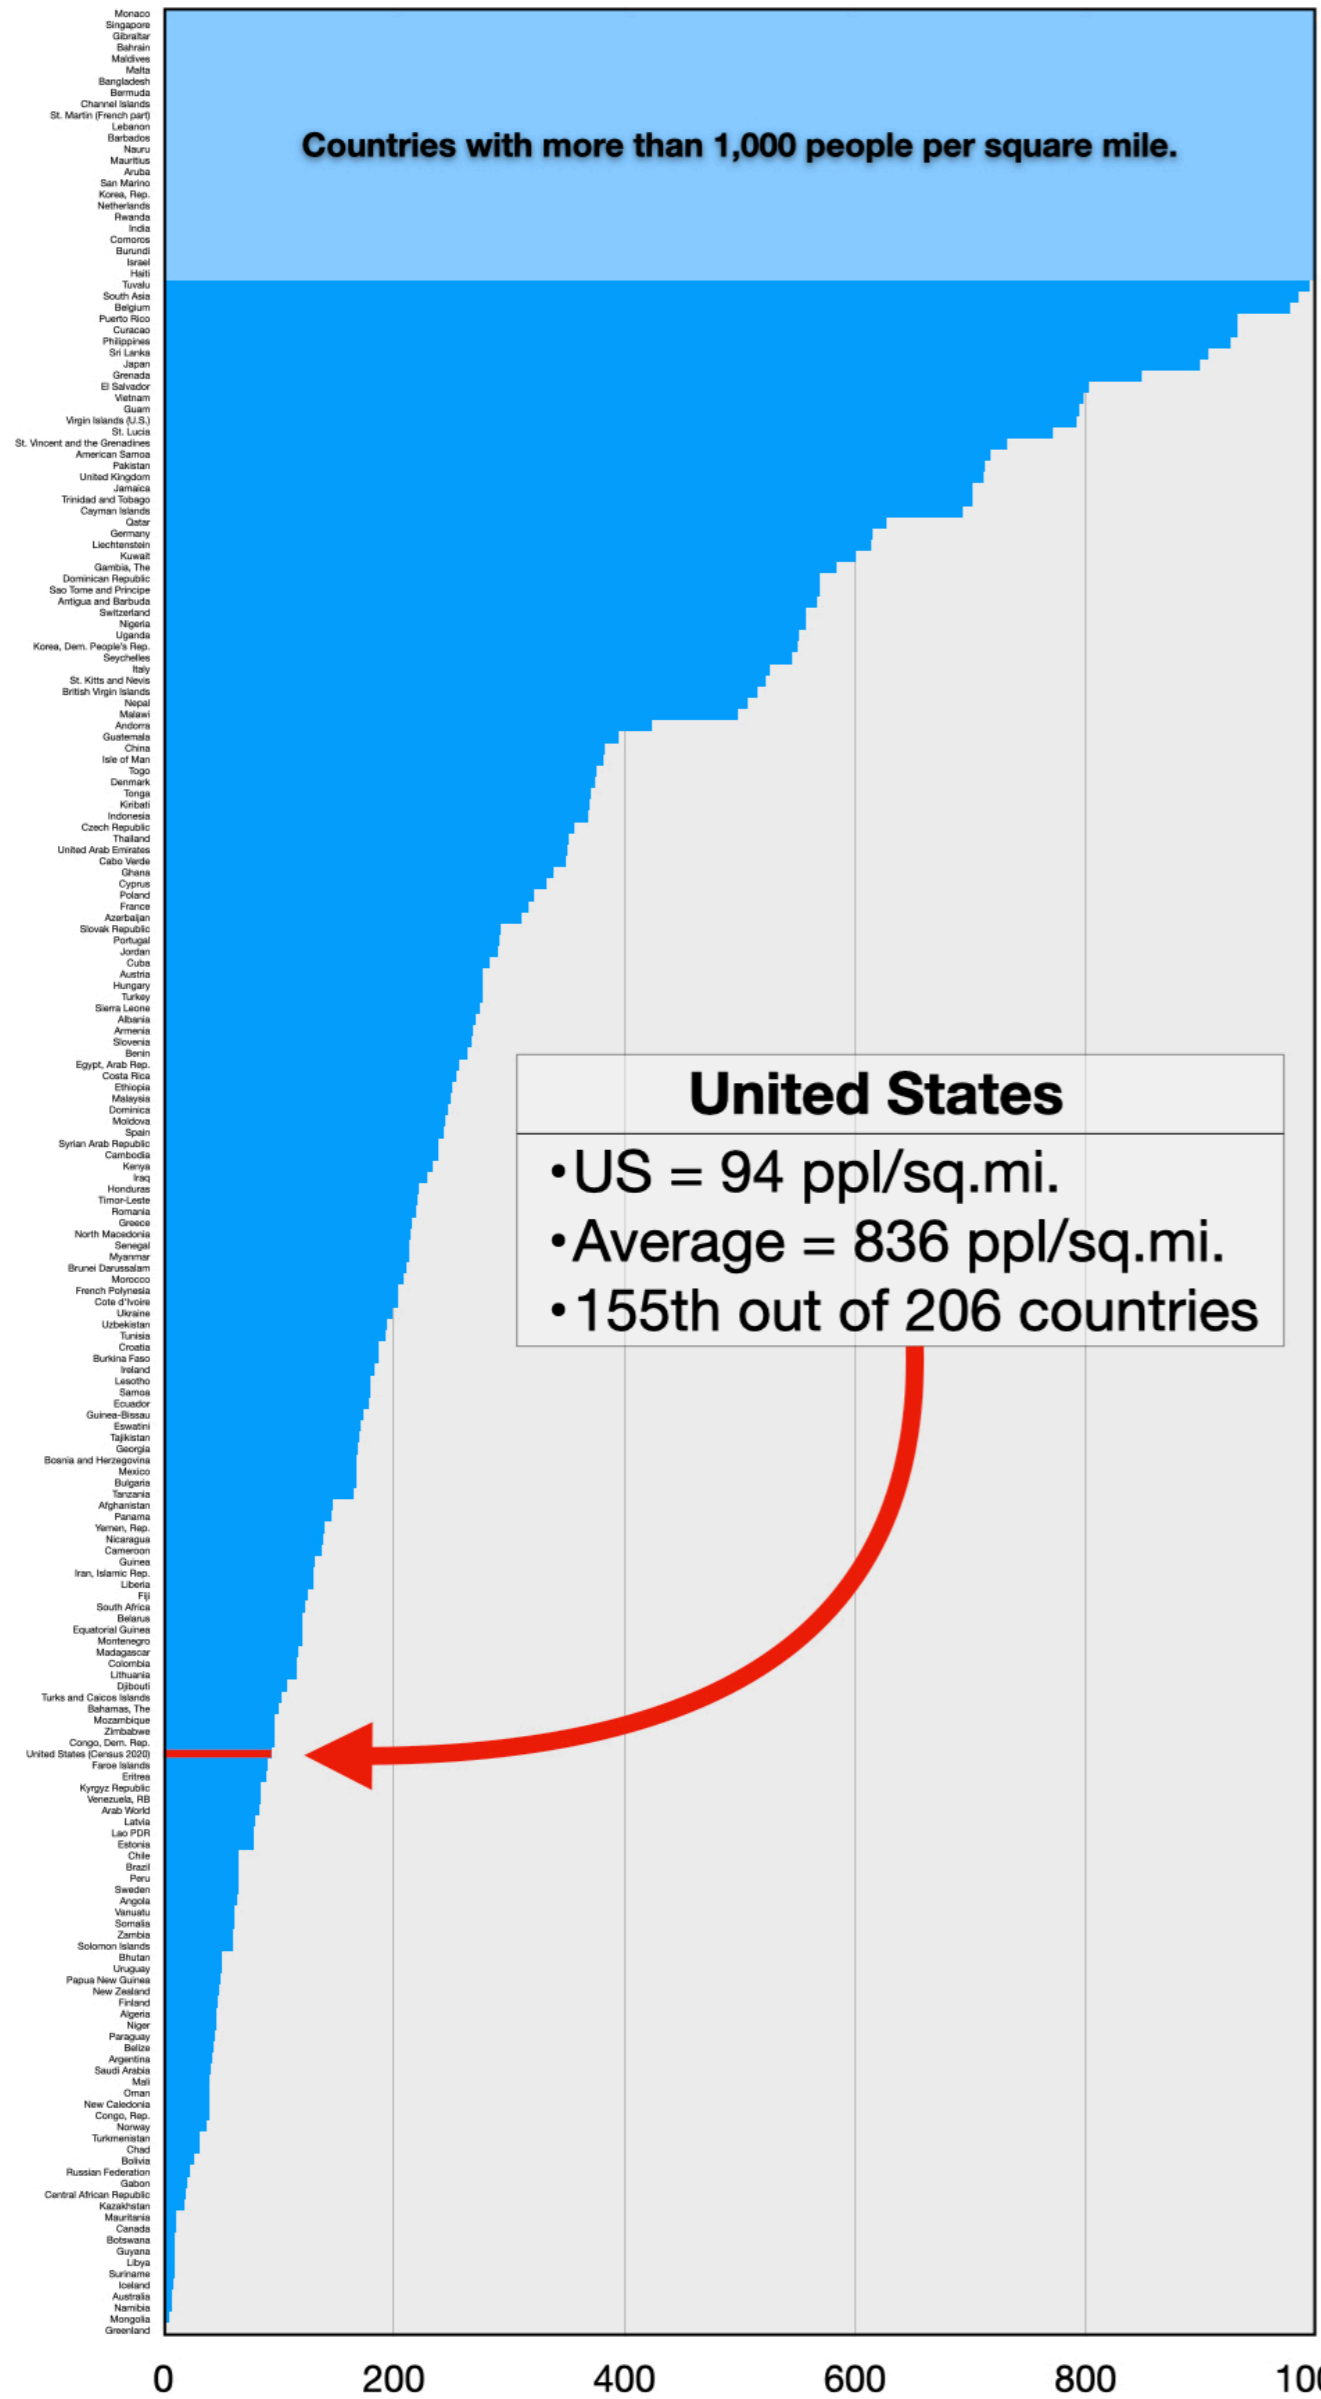 Monaco
Singapore
Gibraltar
Bahrain
Maldives
Malta
Bangladesh
Bermuda
Channel Islands
St. Martin (French part)
Lebanon
Barbados
Nauru
Mauritius
Aruba
San Marino
Korea, Rep.
Netherlands
Rwanda
India
Comoros
Burundi
Israel
Haiti
Tuvalu
South Asia
Belgium
Puerto Rico
Curacao
Philippines
Sri Lanka
Japan
Grenada
El Salvador
Vietnam
Guam
Virgin Islands (U.S.)
St. Lucia
St. Vincent and the Grenadines
American Samoa
Pakistan
United Kingdom
Jamaica
Trinidad and Tobago
Cayman Islands
Qatar
Germany
Liechtenstein
Kuwait
Gambia, The
Dominican Republic
Sao Tome and Principe
Antigua and Barbuda
Switzerland
Nigeria
Uganda
Korea, Dem. People's Rep.
Seychelles
Italy
St. Kitts and Nevis
British Virgin Islands
Nepal
Malawi
Andorra
Guatemala
China
Isle of Man
Togo
Denmark
Tonga
Kiribati
Indonesia
Czech Republic
Thailand
United Arab Emirates
Cabo Verde
Ghana
Cyprus
Poland
France
Azerbaijan
Slovak Republic
Portugal
Jordan
Cuba
Austria
Hungary
Turkey
Sierra Leone
Albania
Armenia
Slovenia
Benin
Egypt, Arab Rep.
Costa Rica
Ethiopia
Malaysia
Dominica
Moldova
Spain
Syrian Arab Republic
Cambodia
Kenya
Iraq
Honduras
Timor-Leste
Romania
Greece
North Macedonia
Senegal
Myanmar
Brunei Darussalam
Morocco
French Polynesia
Cote d'Ivoire
Ukraine
Uzbekistan
Tunisia
Croatia
Burkina Faso
Ireland
Lesotho
Samoa
Ecuador
Guinea-Bissau
Eswatini
Tajikistan
Georgia
Bosnia and Herzegovina
Mexico
Bulgaria
Tanzania
Afghanistan
Panama
Yemen, Rep.
Nicaragua
Cameroon
Guinea
Iran, Islamic Rep.
Liberia
Fiji
South Africa
Belarus
Equatorial Guinea
Montenegro
Madagascar
Colombia
Lithuania
Djibouti
Turks and Caicos Islands
Bahamas, The
Mozambique
Zimbabwe
Congo, Dem. Rep.
United States (Census 2020)
Faroe Islands
Eritrea
Kyrgyz Republic
Venezuela, RB
Arab World
Latvia
Lao PDR
Estonia
Chile
Brazil
Peru
Sweden
Angola
Vanuatu
Somalia
Zambia
Solomon Islands
Bhutan
Uruguay
Papua New Guinea
New Zealand
Finland
Algeria
Niger
Paraguay
Belize
Argentina
Saudi Arabia
Mali
Oman
New Caledonia
Congo, Rep.
Norway
Turkmenistan
Chad
Bolivia
Russian Federation
Gabon
Central African Republic
Kazakhstan
Mauritania
Canada
Botswana
Guyana
Libya
Suriname
Iceland
Australia
Namibia
Mongolia
Greenland
Countries with more than 1,000 people per square mile.
United States
•US = 94 ppl/sq.mi.
•Average = 836 ppl/sq.mi.
•155th out of 206 countries
0 200 400 600 800